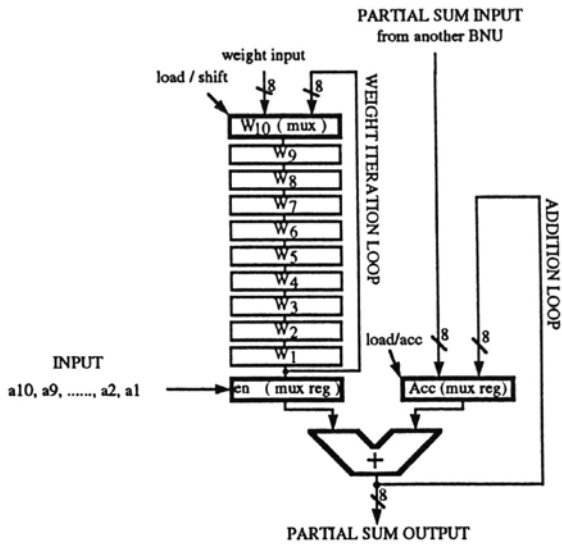 PARTIAL SUM INPUT
from another BNU
weight input
load / shift
8
8
W10 ( mux )
W9
W8
W7
W6
W5
W4
W3
W2
W1
WEIGHT ITERATION LOOP
ADDITION LOOP
8
8
load/acc
INPUT
a10, a9, ......, a2, a1
en ( mux reg )
Acc (mux reg)
+
8
PARTIAL SUM OUTPUT